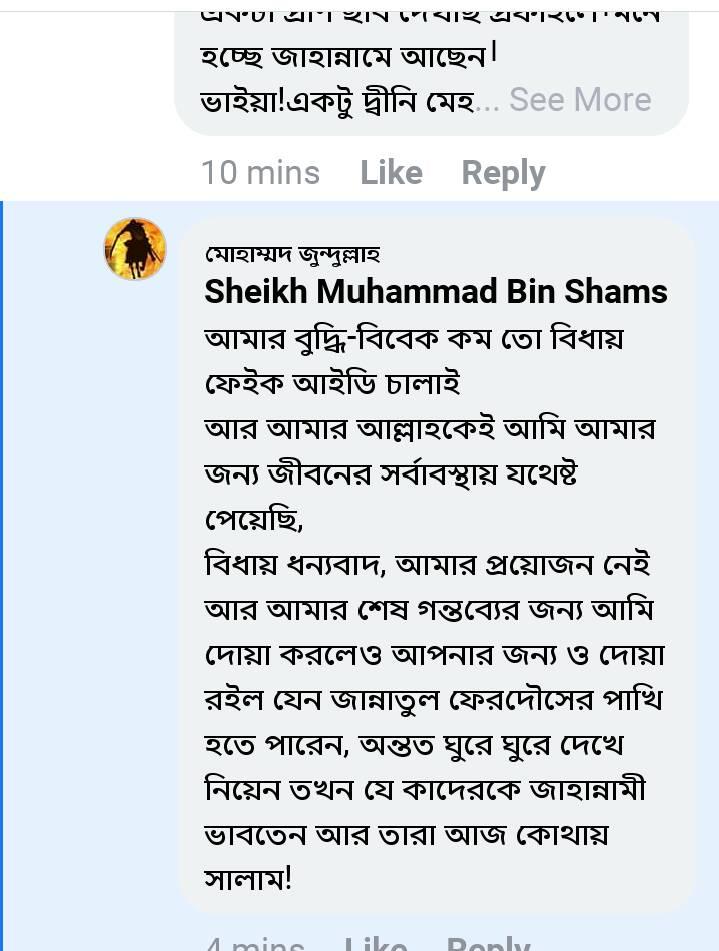 হচ্ছে জাহান্নামে আছেন!
ভাইয়া!একটু দ্বীনি মেহ... See More
10 mins Like Reply
মোহাম্মদ জুন্দুল্লাহ
Sheikh Muhammad Bin Shams
আমার বুদ্ধি-বিবেক কম তো বিধায়
ফেইক আইডি চালাই
আর আমার আল্লাহকেই আমি আমার
জন্য জীবনের সর্বাবস্থায় যথেষ্ট
পেয়েছি,
বিধায় ধন্যবাদ, আমার প্রয়োজন নেই
আর আমার শেষ গন্তব্যের জন্য আমি
দোয়া করলেও আপনার জন্য ও দোয়া
রইল যেন জান্নাতুল ফেরদৌসের পাখি
হতে পারেন, অন্তত ঘুরে ঘুরে দেখে
নিয়েন তখন যে কাদেরকে জাহান্নামী
ভাবতেন আর তারা আজ কোথায়
সালাম!
4 mins Like Reply